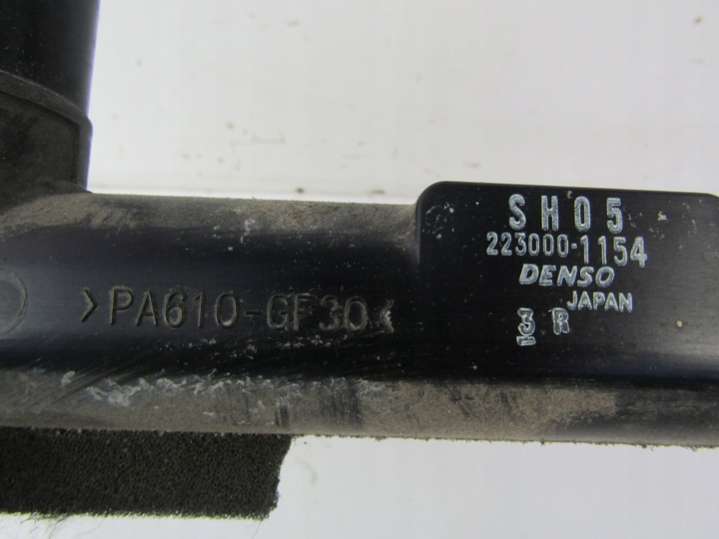 SH05
223000-1154
DENSO
JAPAN
3 R
>PA610-GF30<